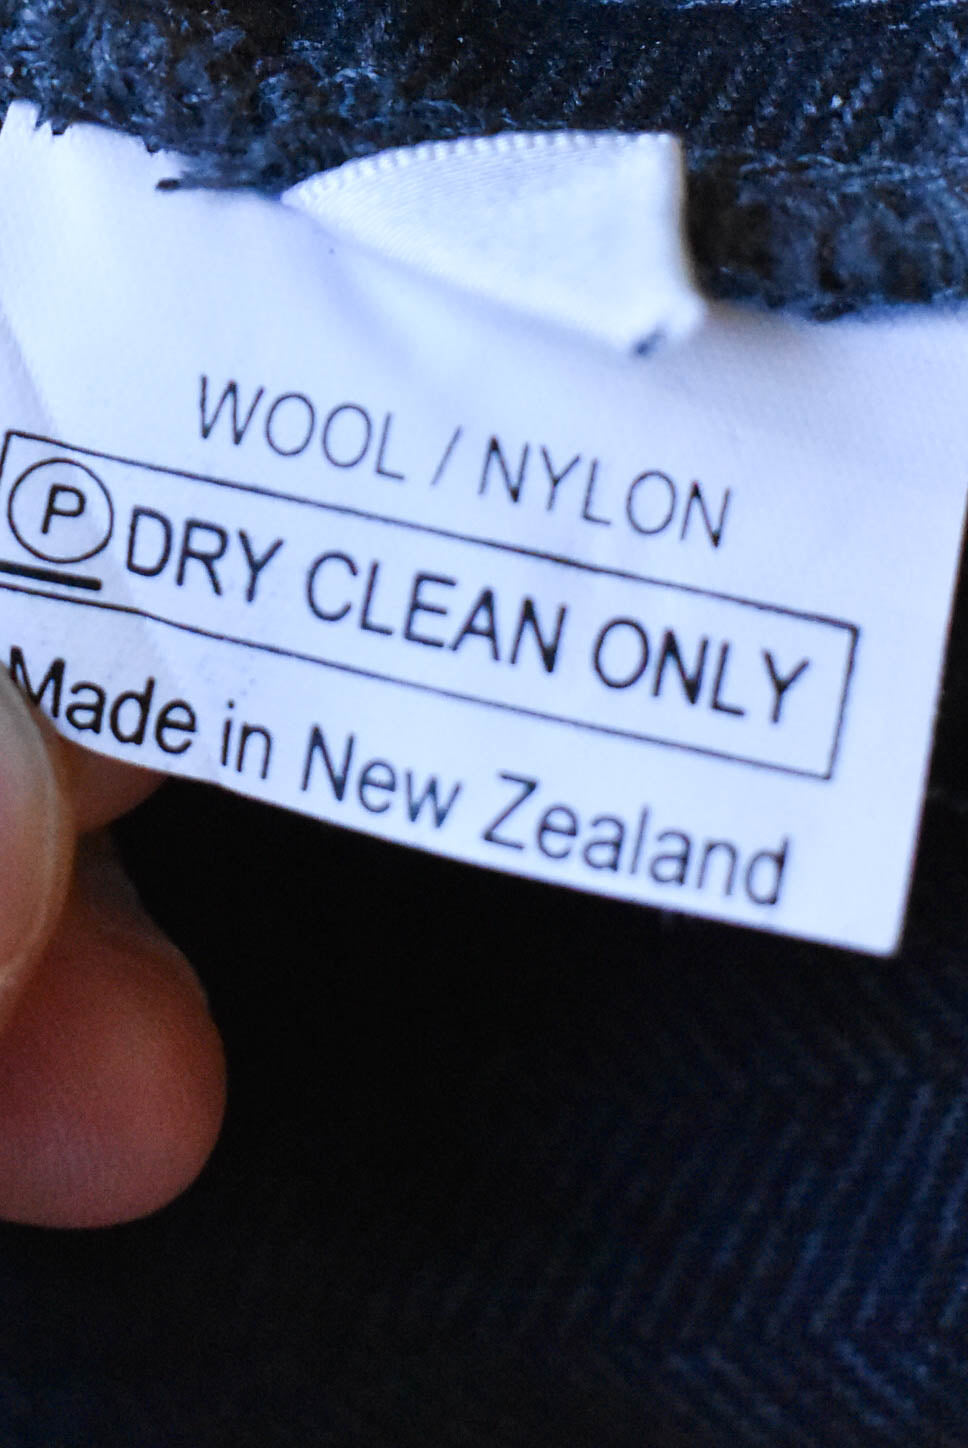 WOOL / NYLON
P DRY CLEAN ONLY
Made in New Zealand